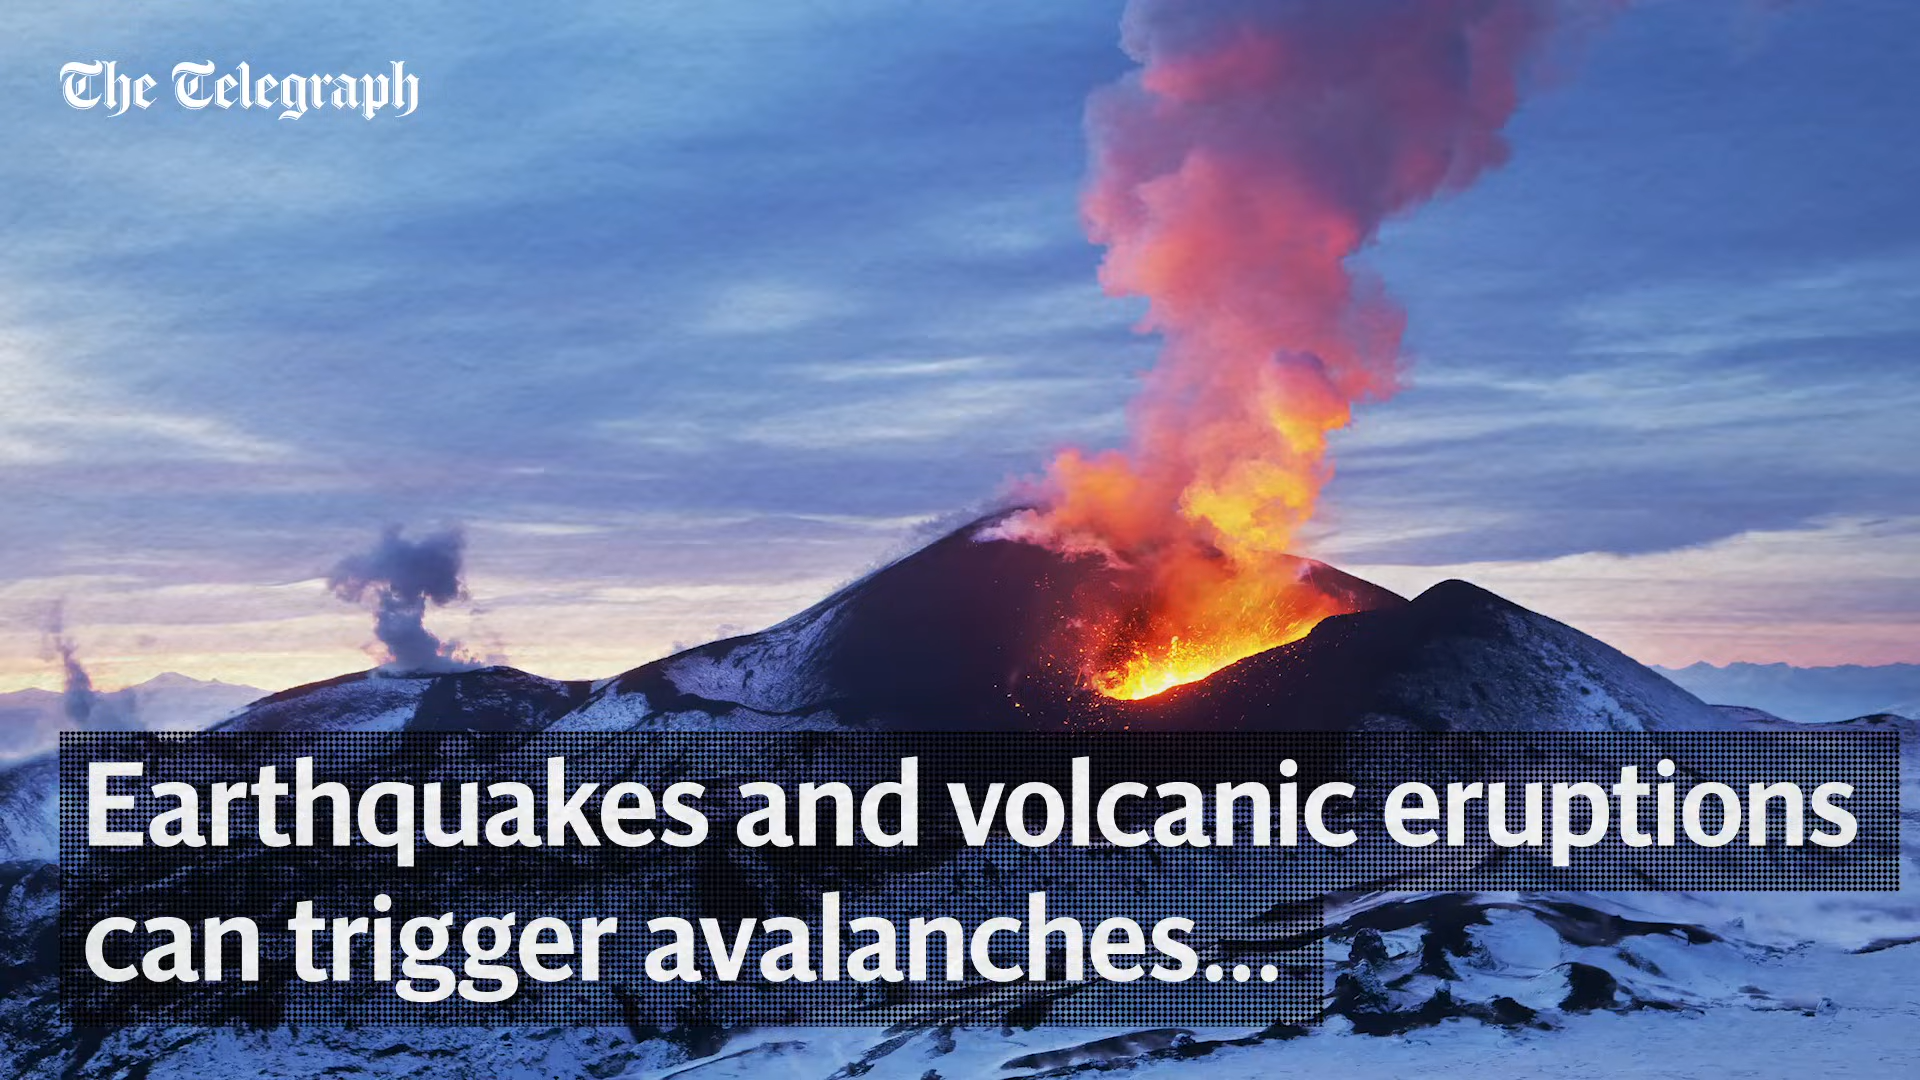 The Telegraph
Earthquakes and volcanic eruptions
can trigger avalanches...